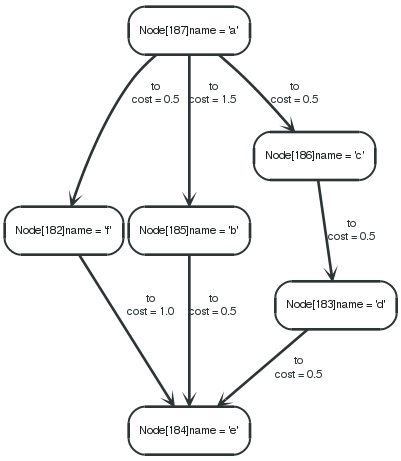 Node[187]name = 'a'
to
cost = 0.5
to
cost = 1.5
to
cost = 0.5
Node[186]name = 'c'
Node[182]name = 'f'
Node[185]name = 'b'
to
cost = 0.5
to
cost = 1.0
to
cost = 0.5
Node[183]name = 'd'
to
cost = 0.5
Node[184]name = 'e'